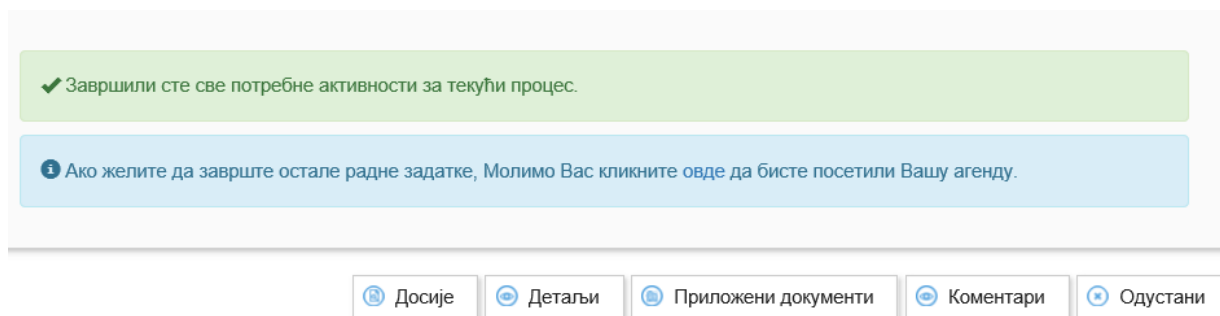 Завршили сте све потребне активности за текући процес.
Ако желите да заврште остале радне задатке, Молимо Вас кликните овде да бисте посетили Вашу агенду.
Досије Детаљи Приложени документи Коментари Одустани